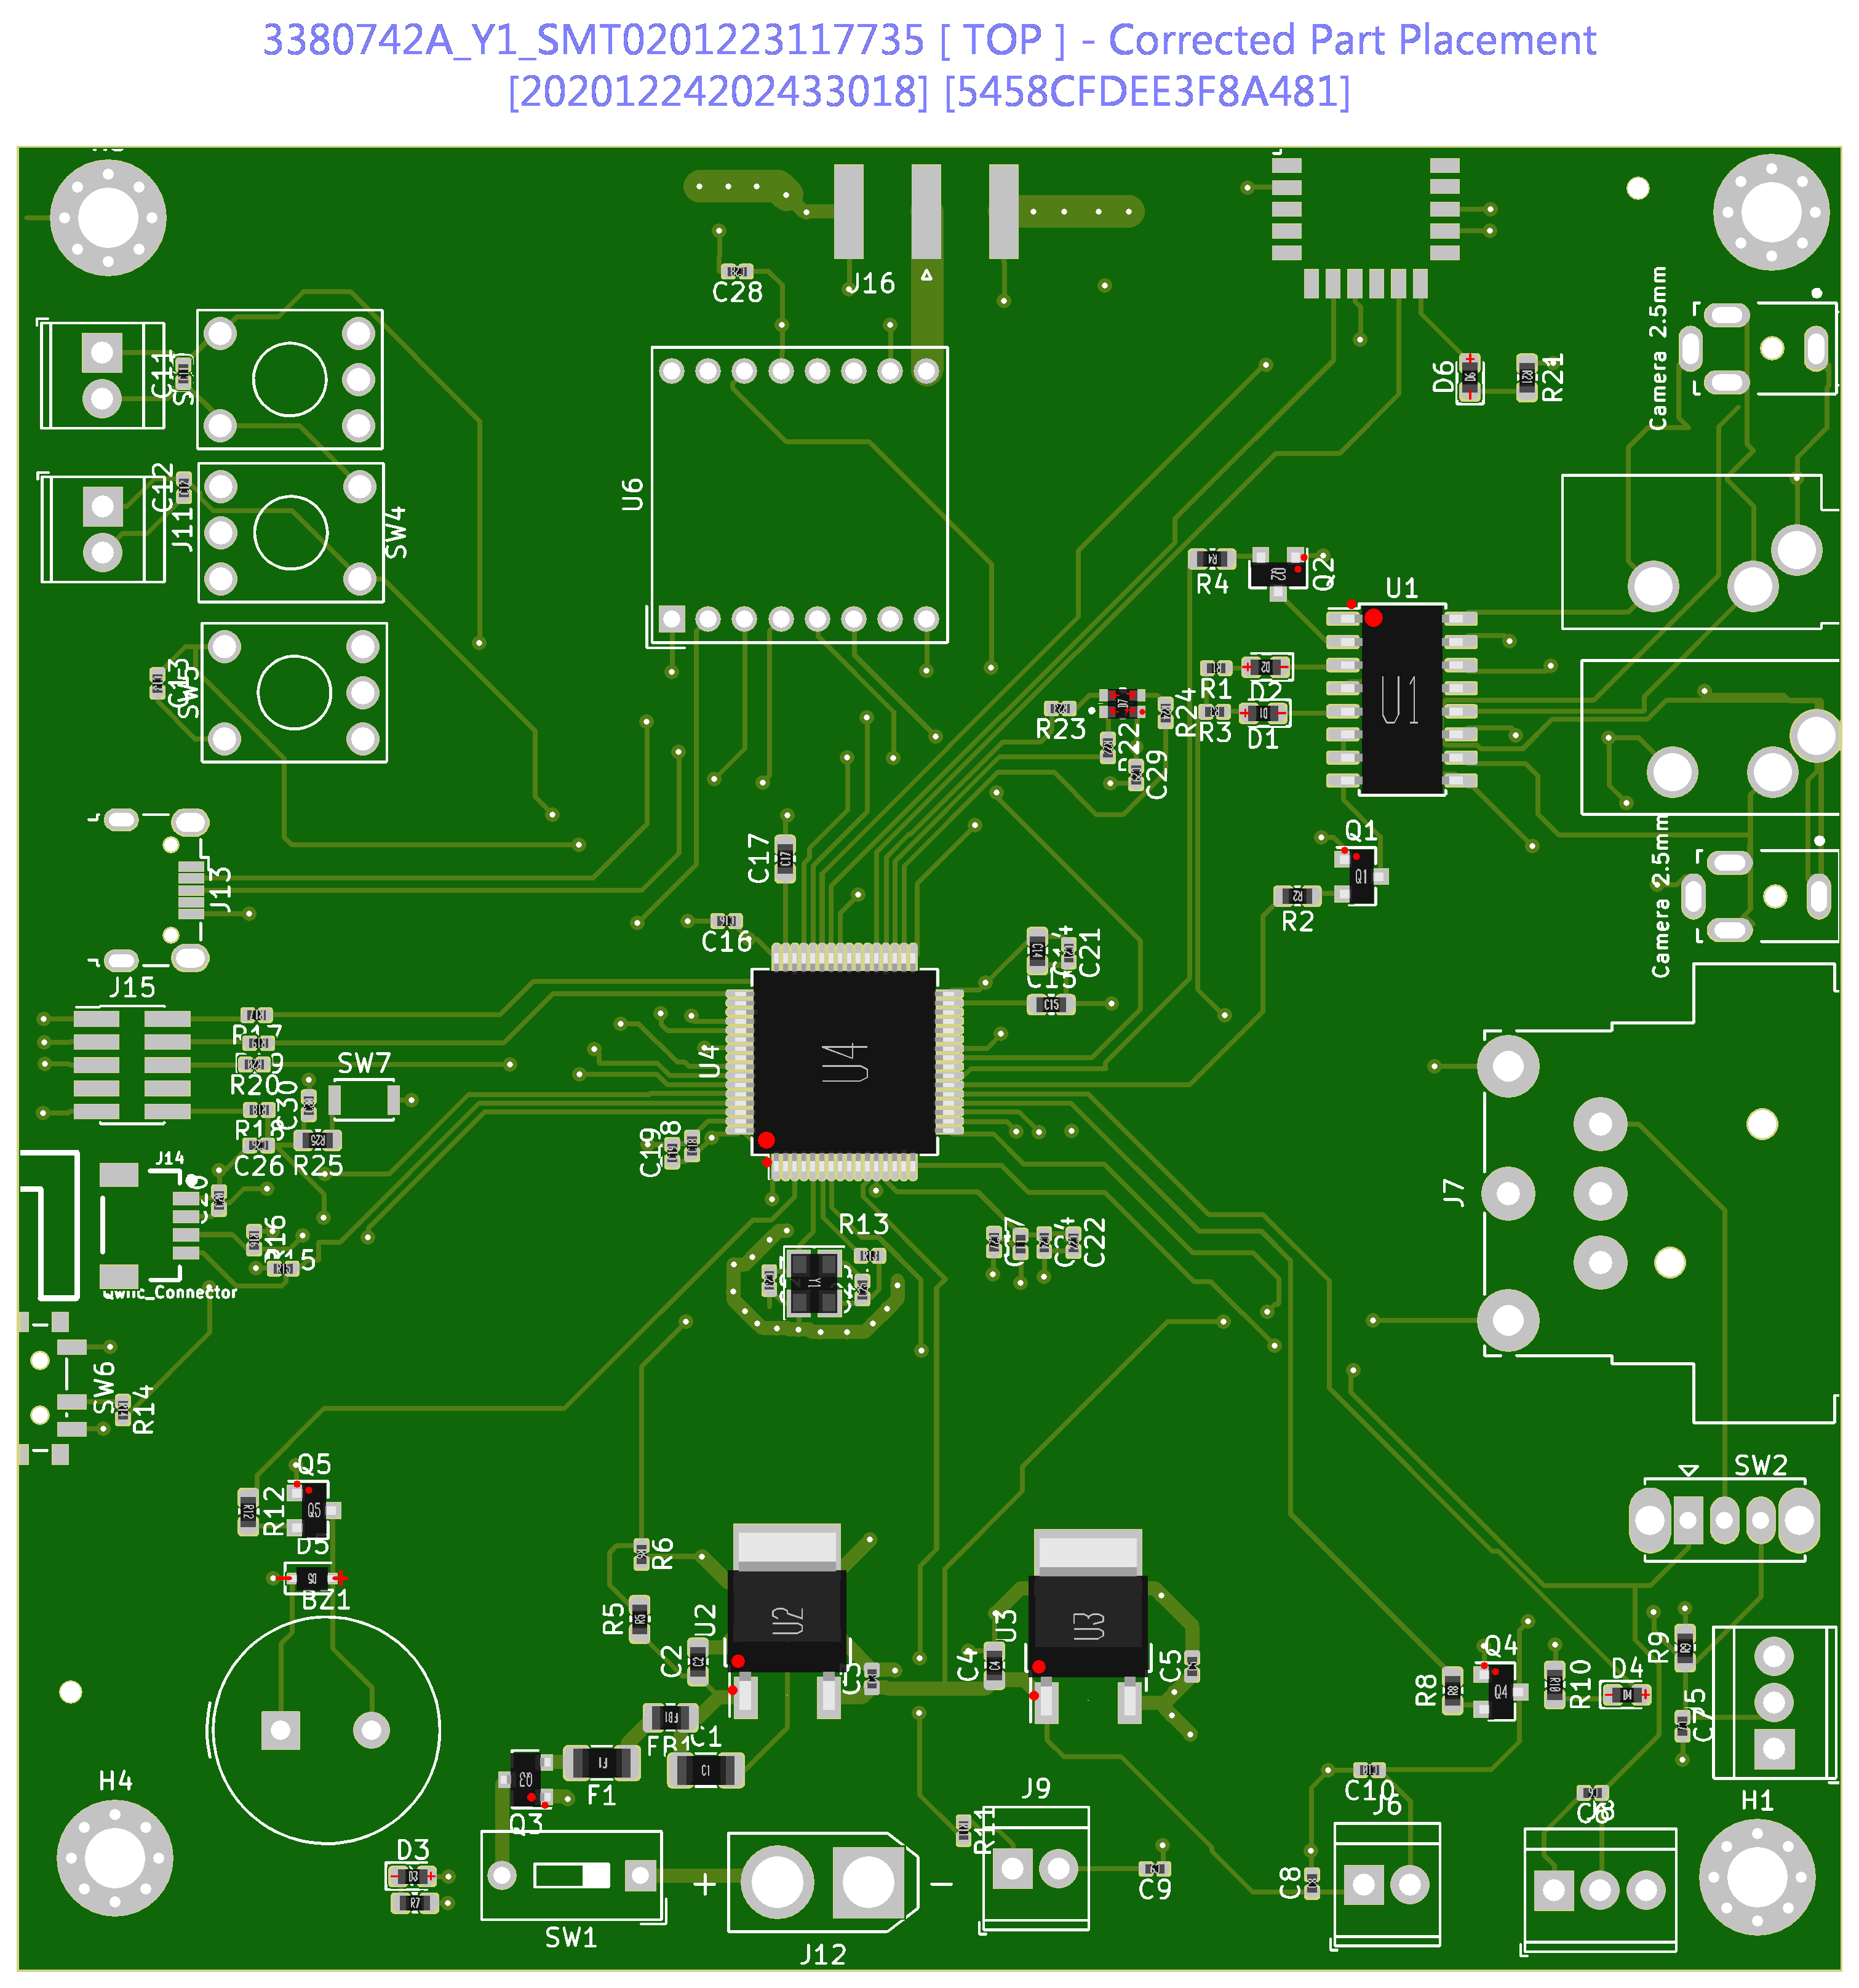 3380742A_Y1_SMT0201223117735 [ TOP ] - Corrected Part Placement
[20201224202433018] [5458CFDEE3F8A481]
J16
C28
C11
Camera 2.5mm
D6
R21
C12
J11
SW4
U6
R4
Q2
U1
C13
SW5
R1
D2
U1
R23
D7
R24
R3
D1
R22
C29
C17
Q1
J13
R2
C16
Camera 2.5mm
C14
C21
C15
J15
R17
R19
R20
SW7
C30
U4
U4
R18
C26
R25
C19
J14
C20
J7
R16
R15
R13
C22
Y1
Qwiic_Connector
SW6
R14
Q5
SW2
R12
D5
R6
BZ1
R5
U2
U2
U3
U3
C2
C3
C4
C5
Q4
R9
D4
R8
R10
J5
C7
FB1
C1
F1
Q3
C10
J6
C6
H1
H4
J9
R11
D3
R7
C9
C8
+
-
SW1
J12